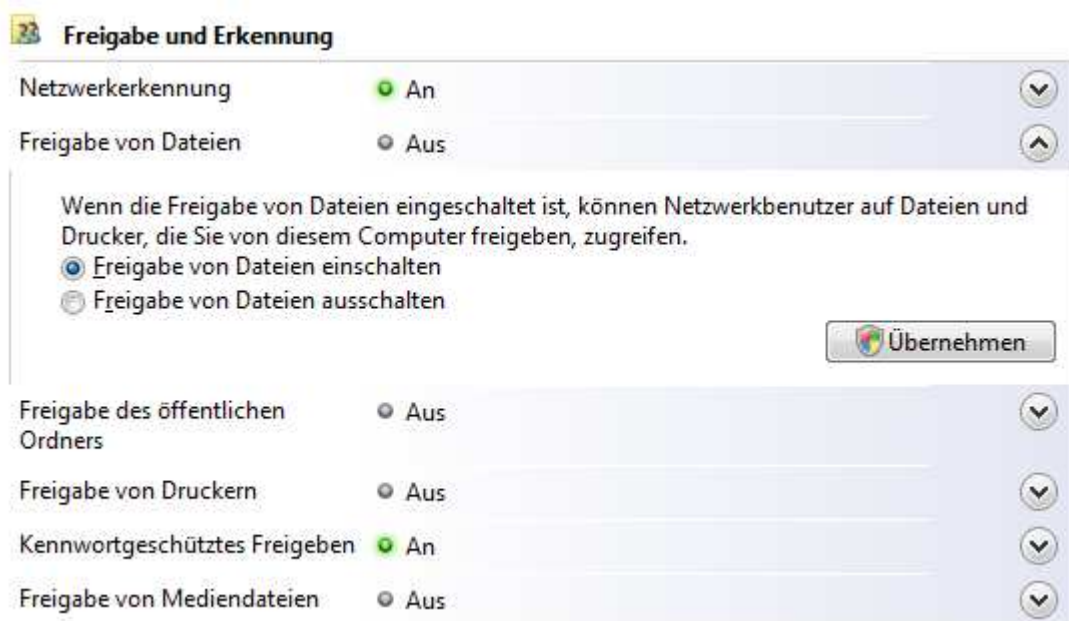 Freigabe und Erkennung
Netzwerkerkennung An
Freigabe von Dateien Aus
Wenn die Freigabe von Dateien eingeschaltet ist, können Netzwerkbenutzer auf Dateien und
Drucker, die Sie von diesem Computer freigeben, zugreifen.
Freigabe von Dateien einschalten
Freigabe von Dateien ausschalten
Übernehmen
Freigabe des öffentlichen Aus
Ordners
Freigabe von Druckern Aus
Kennwortgeschütztes Freigeben An
Freigabe von Mediendateien Aus